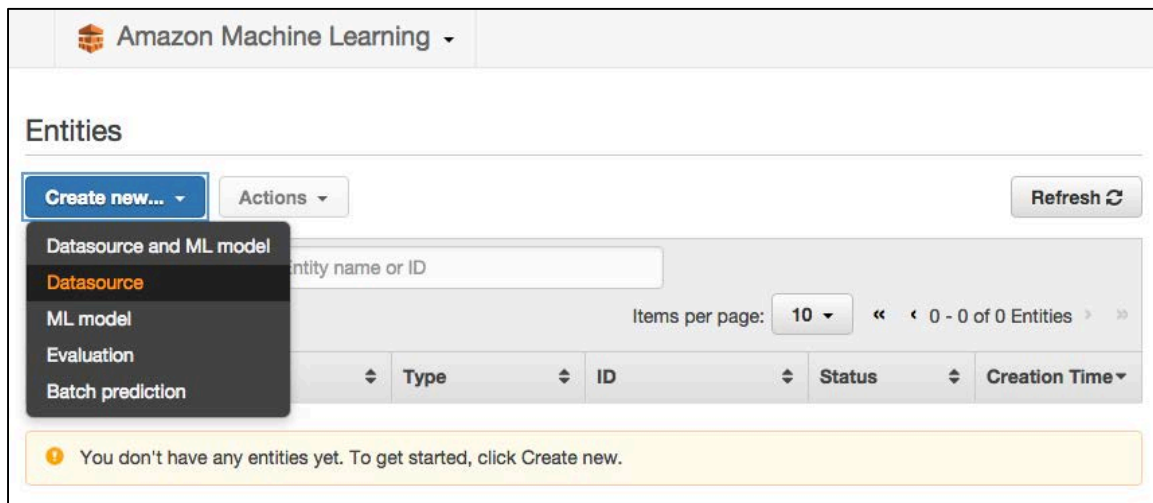 Amazon Machine Learning
Entities
Create new...
Actions
Refresh
Datasource and ML model
Datasource
ML model
Evaluation
Batch prediction
ntity name or ID
Items per page: 10 « ‹ 0 - 0 of 0 Entities › »
Type ID Status Creation Time
You don't have any entities yet. To get started, click Create new.